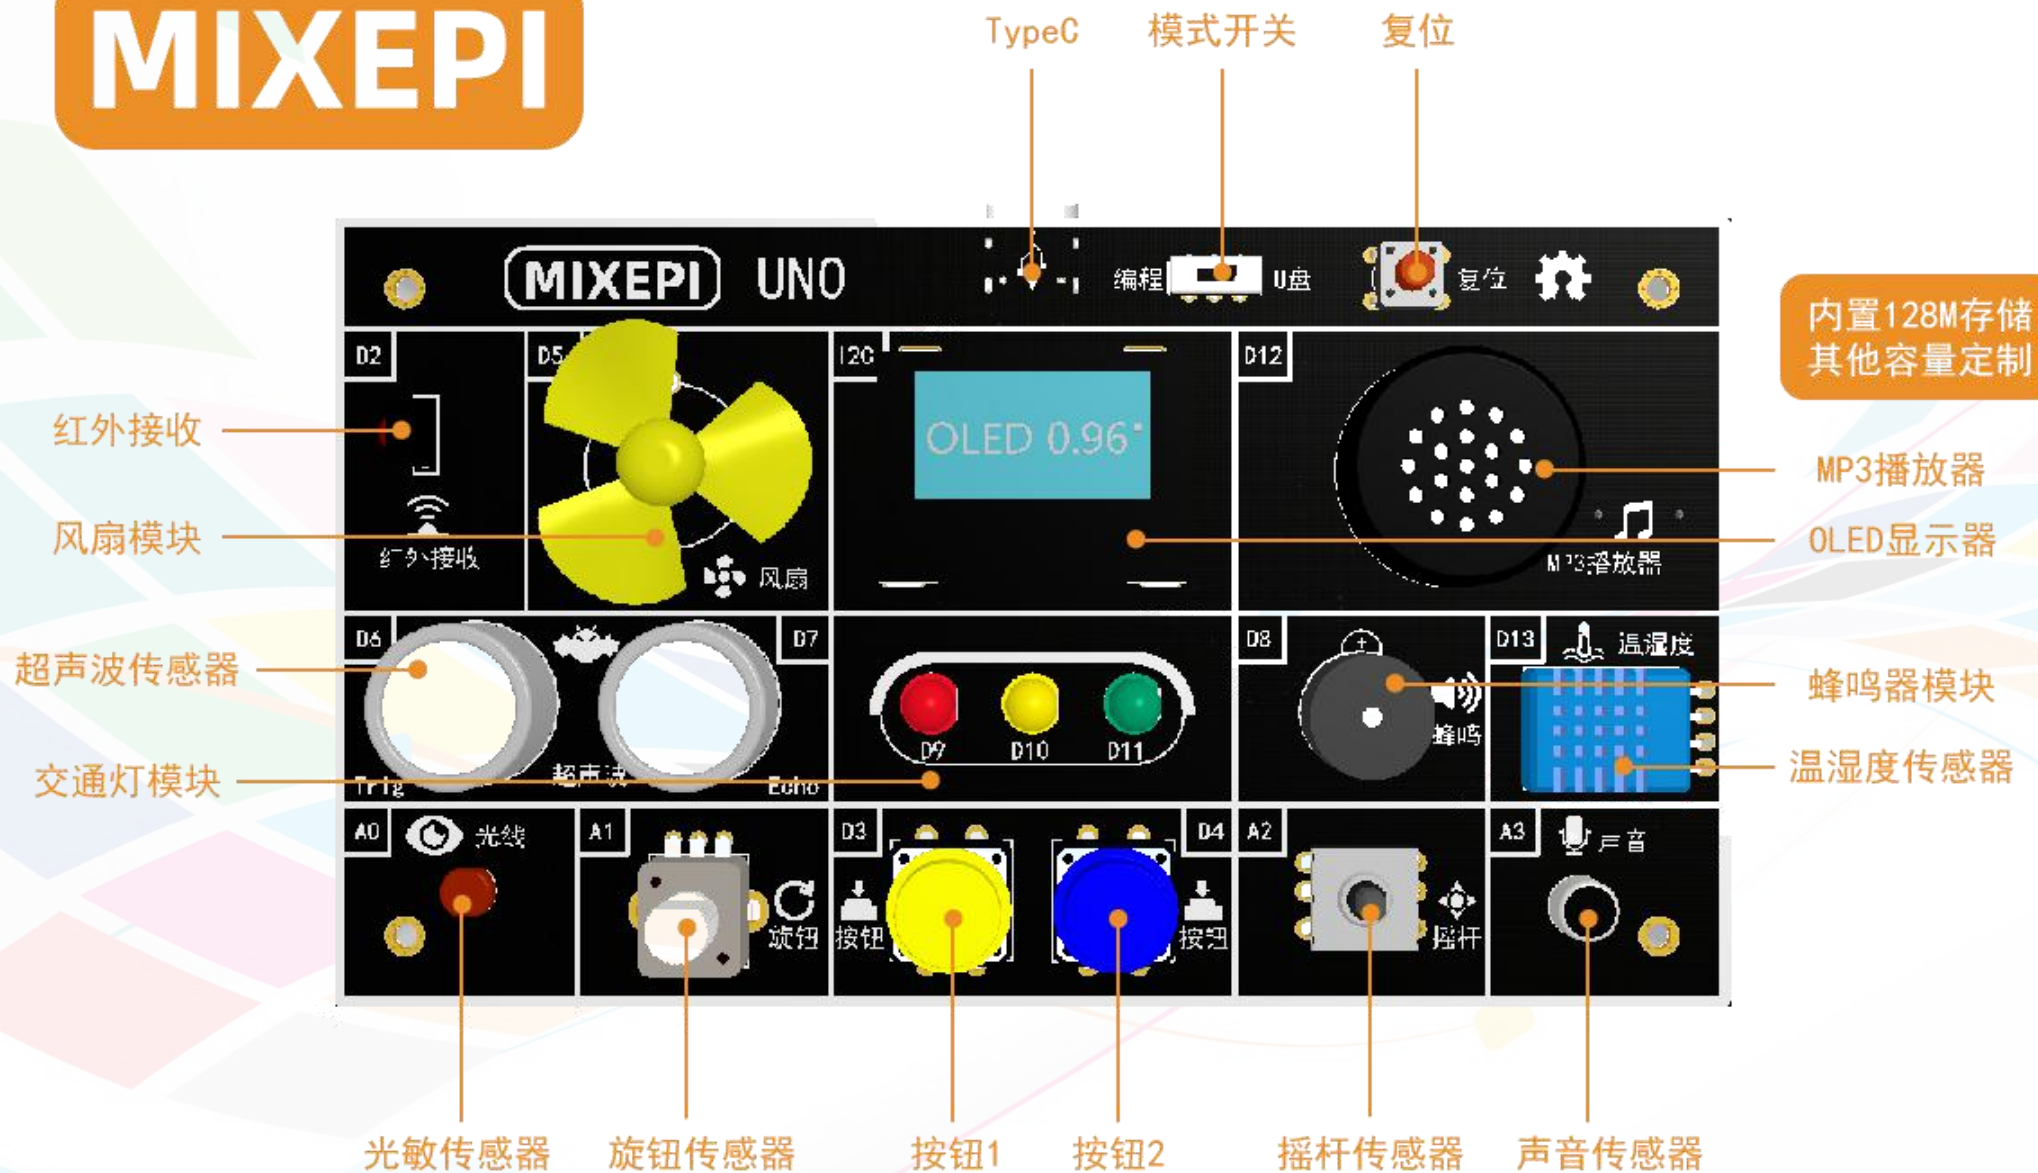 MIXEPI
TypeC
模式开关
复位
MIXEPI UNO
编程
U盘
复位
内置128M存储
其他容量定制
D2
D5
I2C
D12
红外接收
OLED 0.96"
MP3播放器
风扇模块
OLED显示器
红外接收
风扇
MP3播放器
D6
D7
D8
D13
温湿度
超声波传感器
蜂鸣器模块
D9
D10
D11
蜂鸣
交通灯模块
Trig
超声波
Echo
温湿度传感器
A0
光线
A1
D3
D4
A2
A3
声音
旋钮
按钮
按钮
摇杆
光敏传感器
旋钮传感器
按钮1
按钮2
摇杆传感器
声音传感器